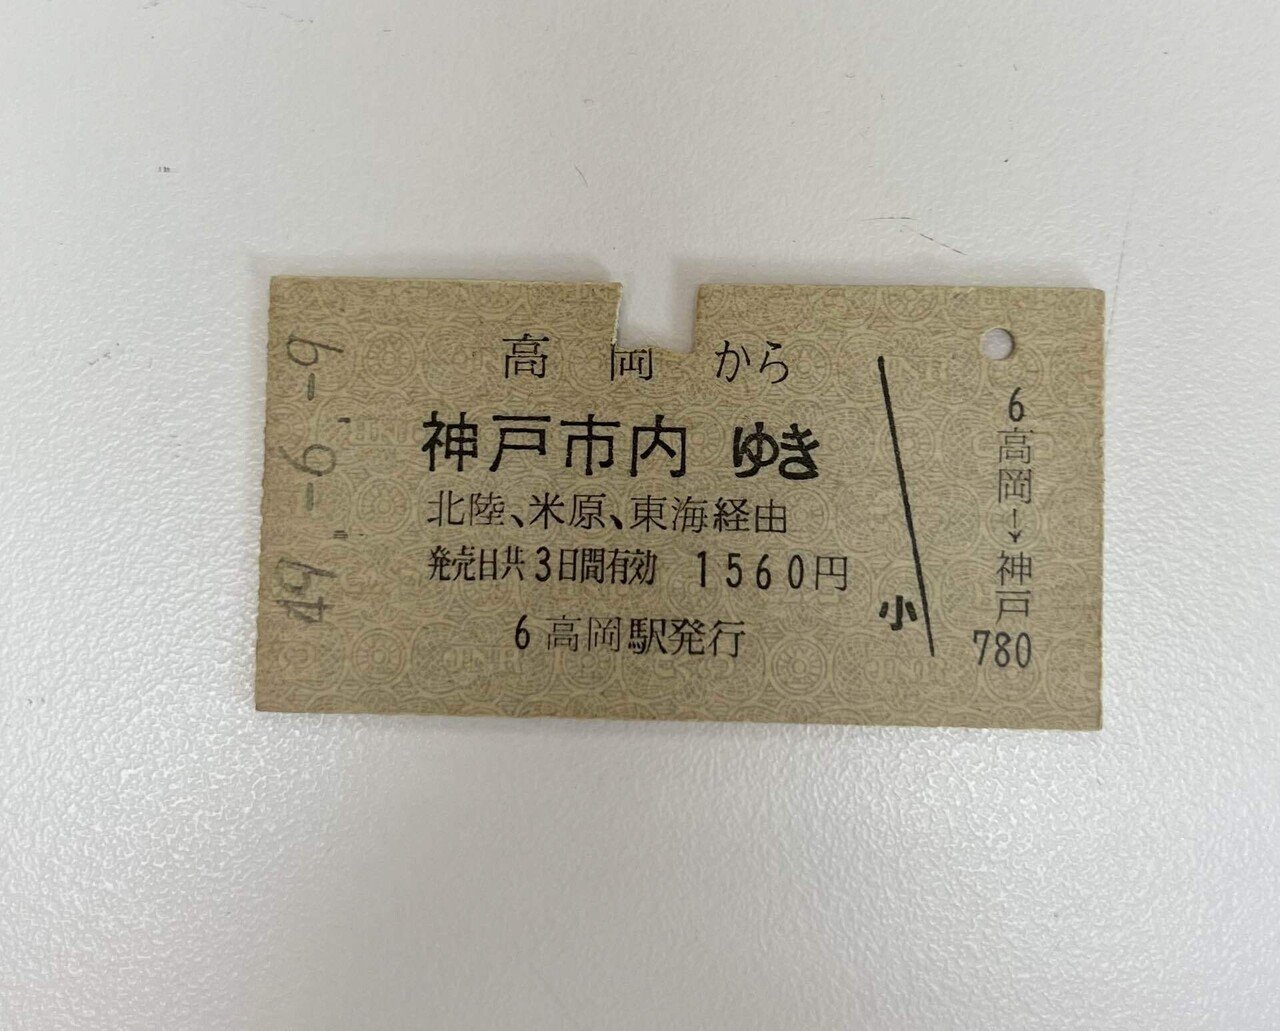 49.-6.-9
高岡から
神戸市内ゆき
北陸、米原、東海経由
発売日共3日間有効 1560円
6高岡駅発行
小
6高岡→神戸
780